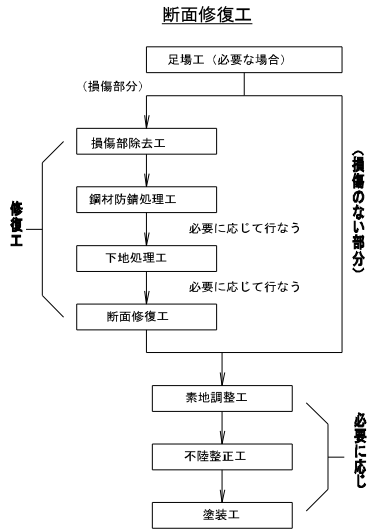 断面修復工
足場工（必要な場合）
（損傷部分）
損傷部除去工
鋼材防錆処理工
必要に応じて行なう
下地処理工
必要に応じて行なう
断面修復工
修復工
（損傷のない部分）
素地調整工
不陸整正工
塗装工
必要に応じ